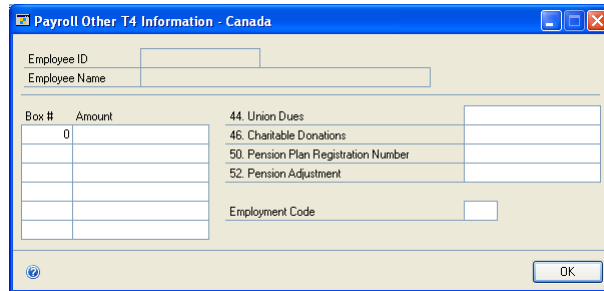 Payroll Other T4 Information - Canada
Employee ID
Employee Name
Box # Amount
0
44. Union Dues
46. Charitable Donations
50. Pension Plan Registration Number
52. Pension Adjustment
Employment Code
?
OK